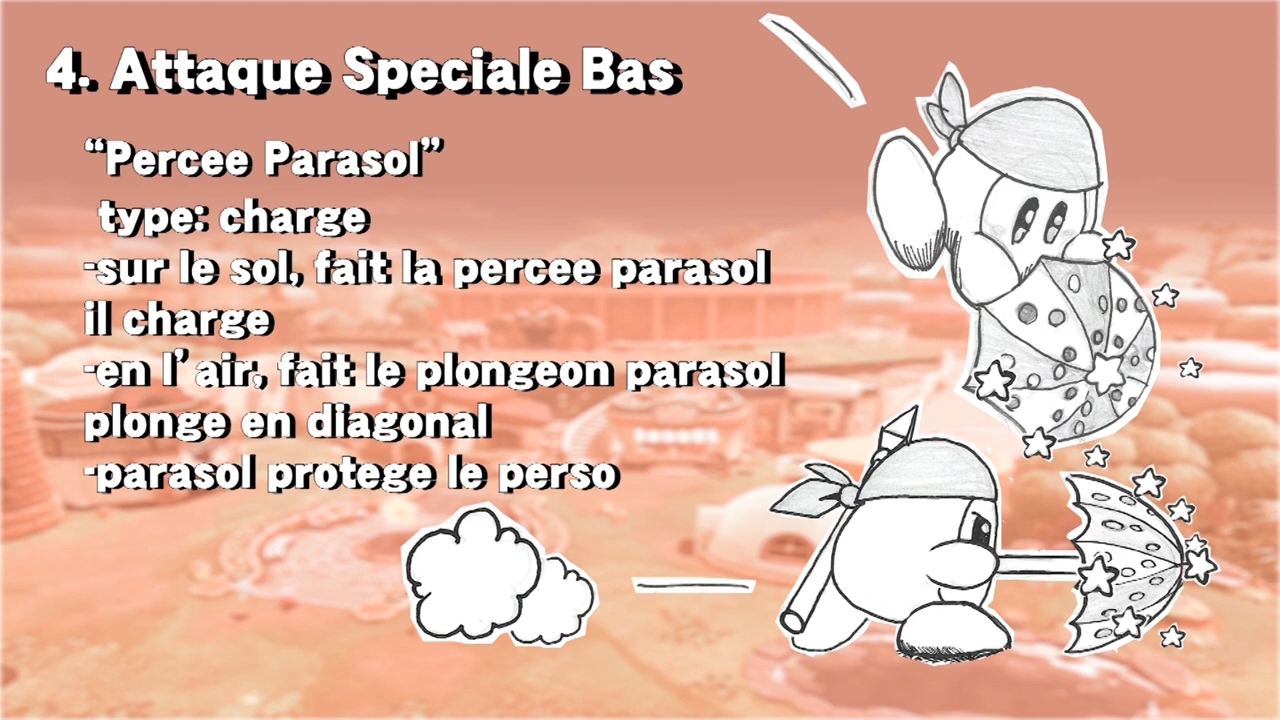 4. Attaque Speciale Bas
“Percee Parasol”
type: charge
-sur le sol, fait la percee parasol
il charge
-en l’air, fait le plongeon parasol
plonge en diagonal
-parasol protege le perso